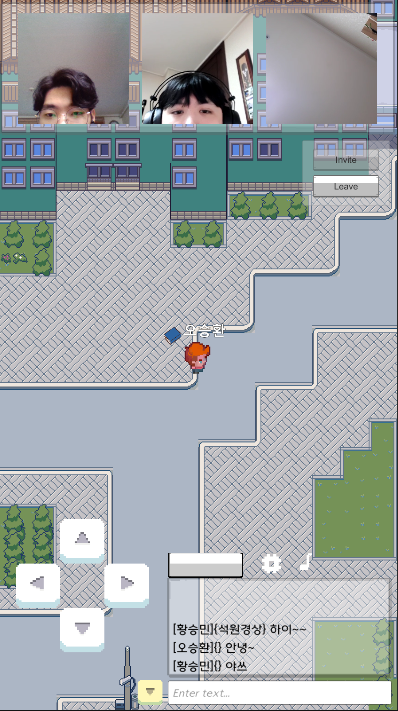 Invite
Leave
오승환
[황승민]{석원경상} 하이~~
[오승환]{} 안녕~
[황승민]{} 야쓰
Enter text...